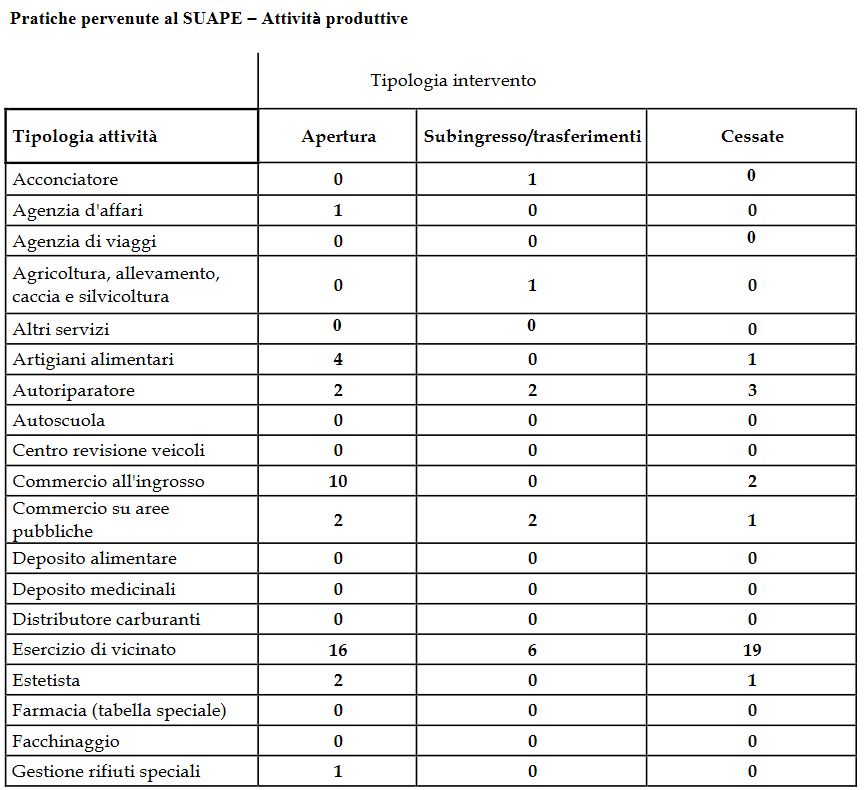 Pratiche pervenute al SUAPE – Attività produttive
Tipologia intervento
Tipologia attività Apertura Subingresso/trasferimenti Cessate
Acconciatore 0 1 0
Agenzia d'affari 1 0 0
Agenzia di viaggi 0 0 0
Agricoltura, allevamento,
caccia e silvicoltura 0 1 0
Altri servizi 0 0 0
Artigiani alimentari 4 0 1
Autoriparatore 2 2 3
Autoscuola 0 0 0
Centro revisione veicoli 0 0 0
Commercio all'ingrosso 10 0 2
Commercio su aree
pubbliche 2 2 1
Deposito alimentare 0 0 0
Deposito medicinali 0 0 0
Distributore carburanti 0 0 0
Esercizio di vicinato 16 6 19
Estetista 2 0 1
Farmacia (tabella speciale) 0 0 0
Facchinaggio 0 0 0
Gestione rifiuti speciali 1 0 0